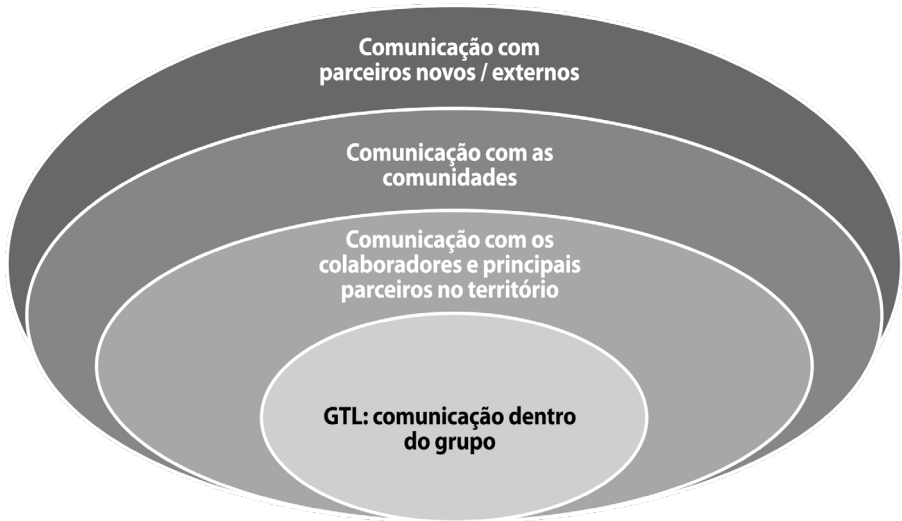 Comunicação com
parceiros novos / externos
Comunicação com as
comunidades
Comunicação com os
colaboradores e principais
parceiros no território
GTL: comunicação dentro
do grupo